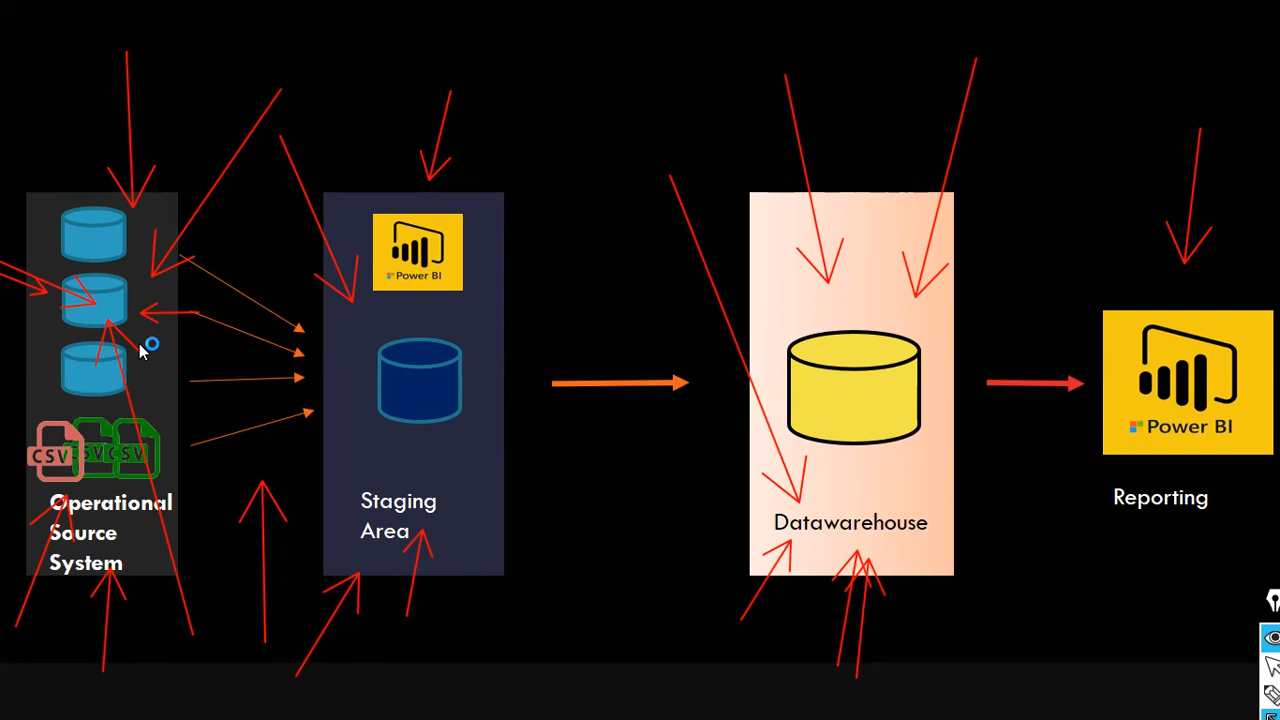 Power BI
Power BI
CSV
CSV
CSV
Operational
Source
System
Staging
Area
Datawarehouse
Reporting